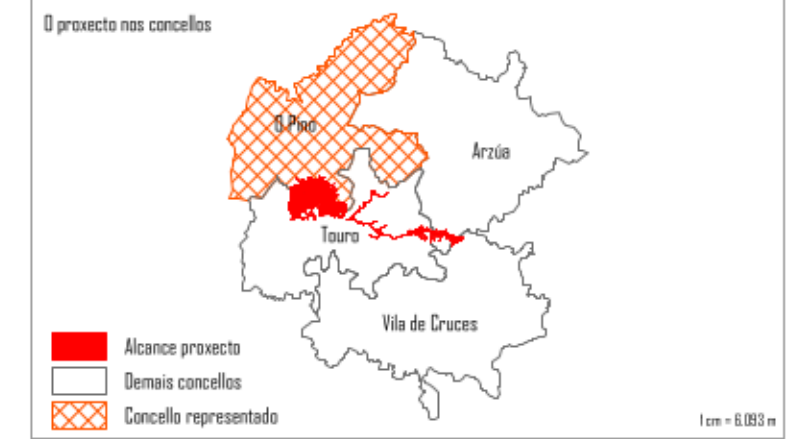 O proxecto nos concellos
O Pino
Arzúa
Touro
Vila de Cruces
Alcance proxecto
Demais concellos
Concello representado
1 cm = 6.093 m